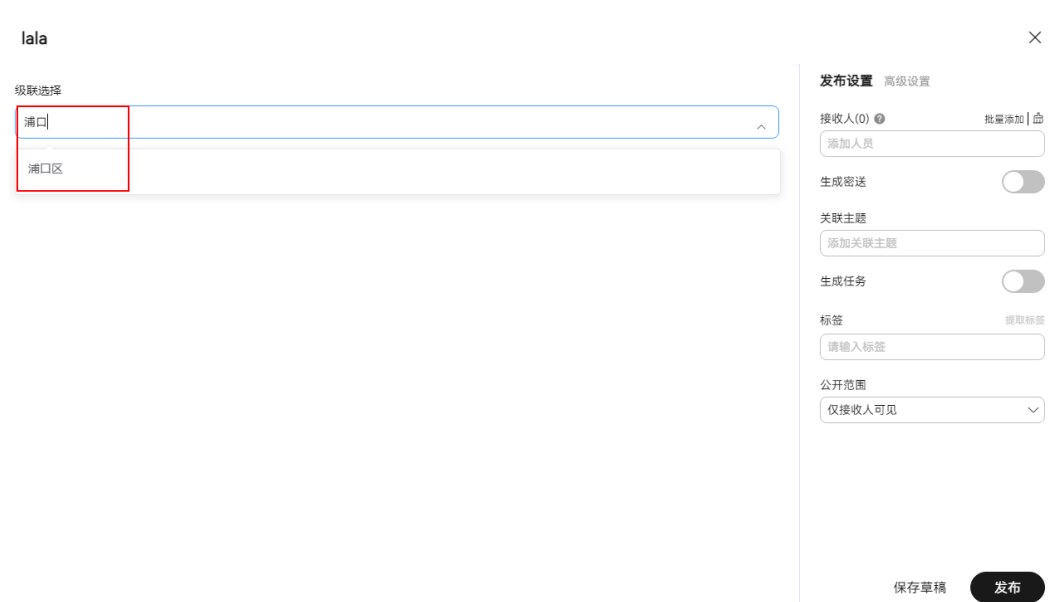 lala
级联选择
浦口
浦口区
发布设置 高级设置
接收人(0) 批量添加
添加人员
生成密送
关联主题
添加关联主题
生成任务
标签 提取标签
请输入标签
公开范围
仅接收人可见
保存草稿 发布